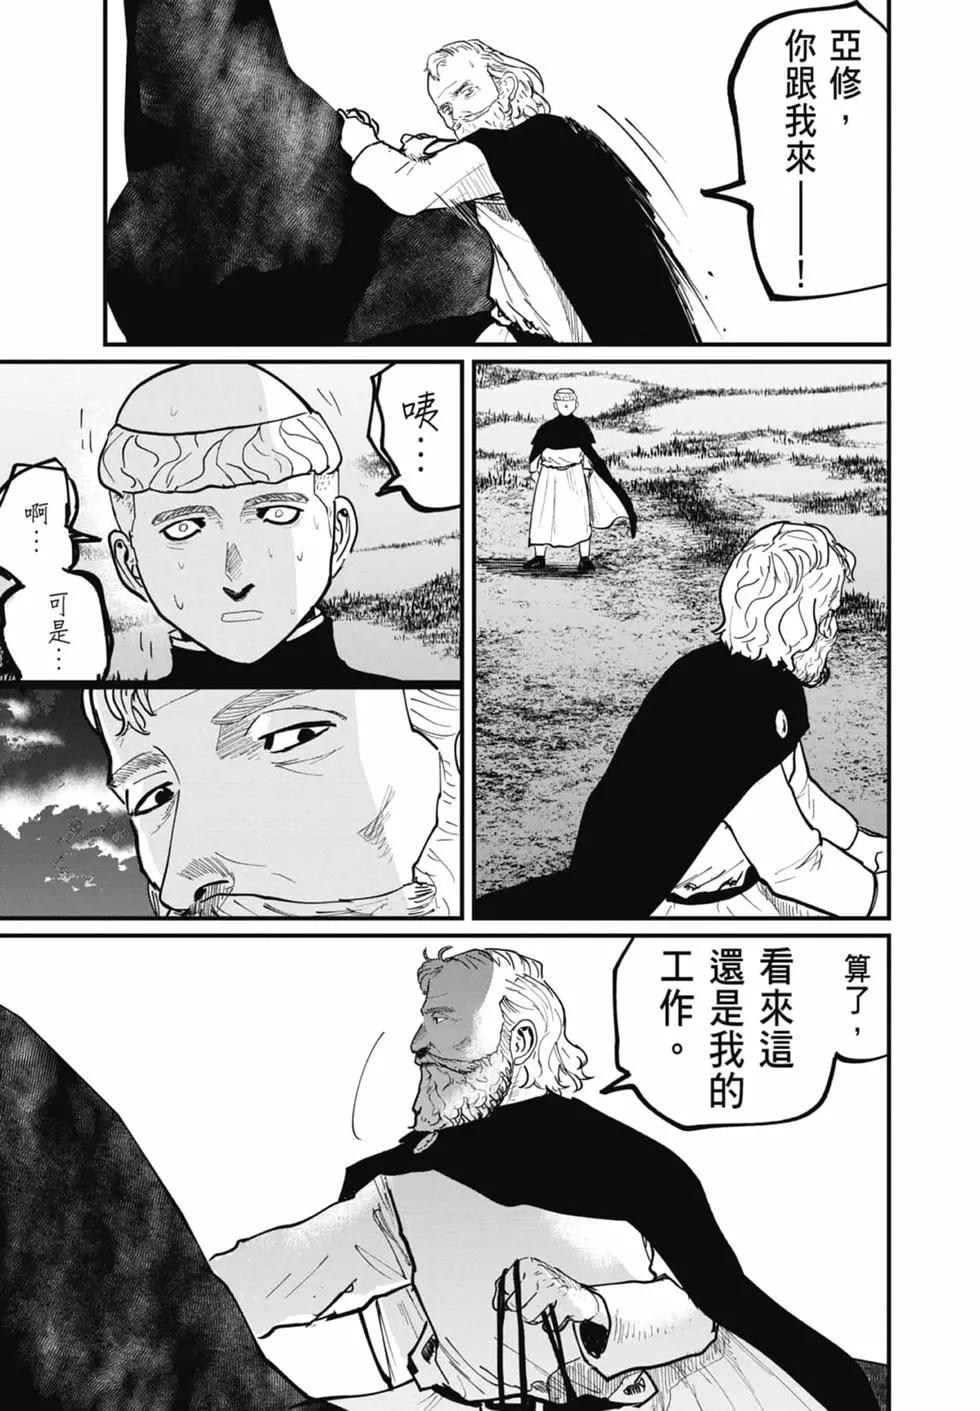 亞修，
你跟我來——！
咦…
啊…
可是…
算了，
看來這
還是我的
工作。